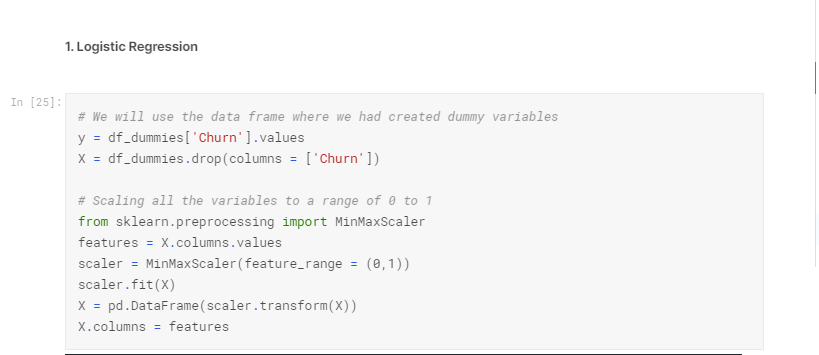 1. Logistic Regression
In [25]:
# We will use the data frame where we had created dummy variables
y = df_dummies['Churn'].values
X = df_dummies.drop(columns = ['Churn'])
# Scaling all the variables to a range of 0 to 1
from sklearn.preprocessing import MinMaxScaler
features = X.columns.values
scaler = MinMaxScaler(feature_range = (0,1))
scaler.fit(X)
X = pd.DataFrame(scaler.transform(X))
X.columns = features